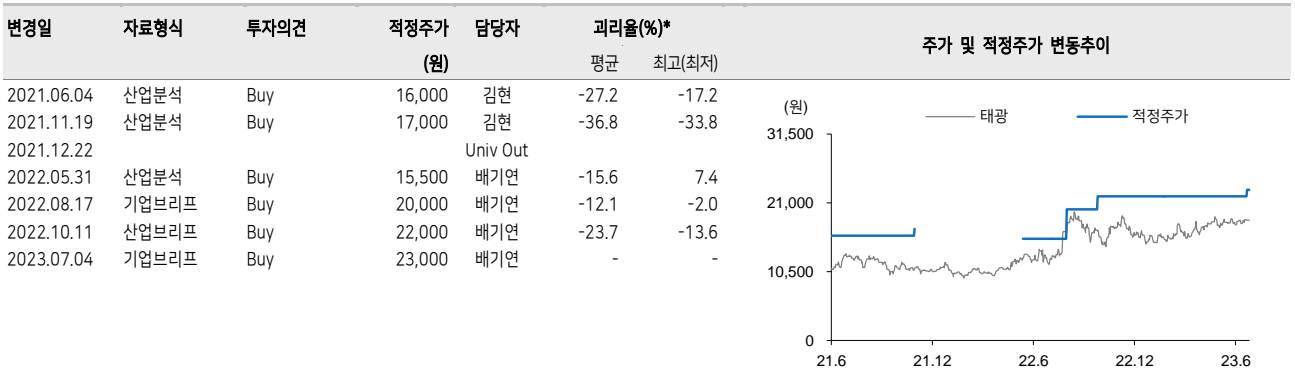 변경일 자료형식 투자의견 적정주가 담당자 괴리율(%)* 주가 및 적정주가 변동추이
(원) 평균 최고(최저)
2021.06.04 산업분석 Buy 16,000 김현 -27.2 -17.2
2021.11.19 산업분석 Buy 17,000 김현 -36.8 -33.8
2021.12.22 Univ Out
2022.05.31 산업분석 Buy 15,500 배기연 -15.6 7.4
2022.08.17 기업브리프 Buy 20,000 배기연 -12.1 -2.0
2022.10.11 산업브리프 Buy 22,000 배기연 -23.7 -13.6
2023.07.04 기업브리프 Buy 23,000 배기연 - -
(원) 태광 적정주가
31,500
21,000
10,500
0
21.6 21.12 22.6 22.12 23.6